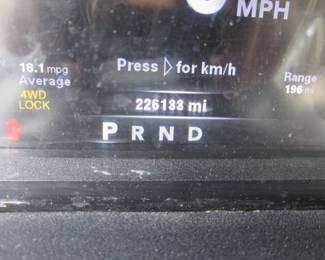 MPH
Press ▷ for km/h
18.1 mpg
Average
Range
196 mi
4WD
LOCK
226133 mi
P R N D